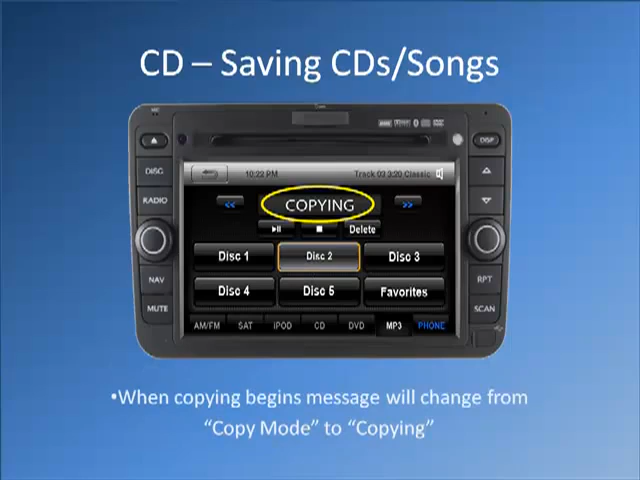 CD – Saving CDs/Songs
DISP
DISC
RADIO
NAV
MUTE
RPT
SCAN
10:22 PM
Track 03 3:20 Classic
<< COPYING >>
Delete
Disc 1 Disc 2 Disc 3
Disc 4 Disc 5 Favorites
AM/FM SAT iPOD CD DVD MP3 PHONE
•When copying begins message will change from
“Copy Mode” to “Copying”